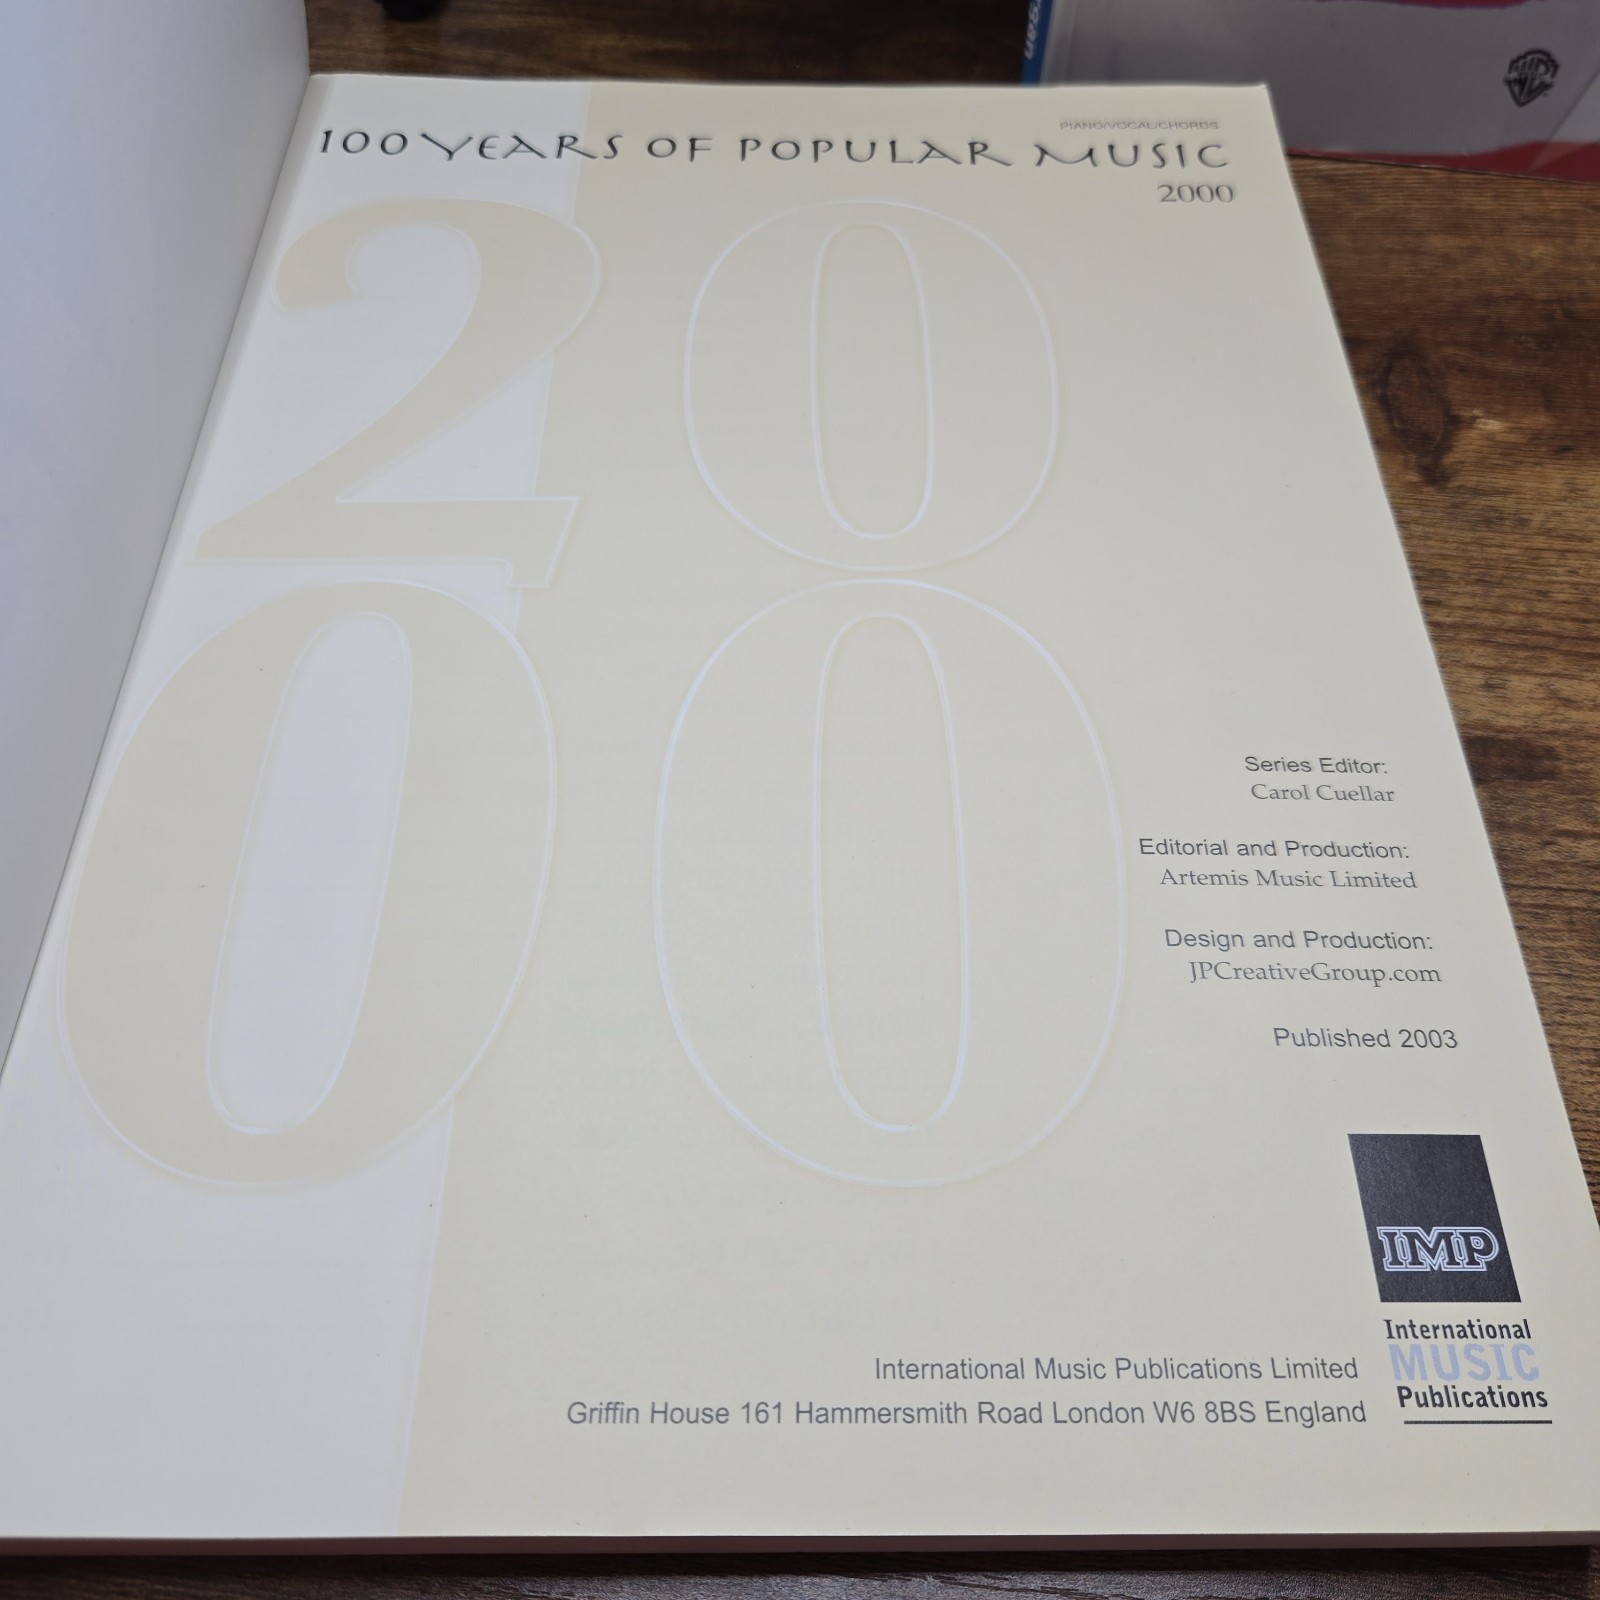 PIANO/VOCAL/CHORDS
100 YEARS OF POPULAR MUSIC
2000
20
00
Series Editor:
Carol Cuellar
Editorial and Production:
Artemis Music Limited
Design and Production:
JPCreativeGroup.com
Published 2003
IMP
International
MUSIC
Publications
International Music Publications Limited
Griffin House 161 Hammersmith Road London W6 8BS England